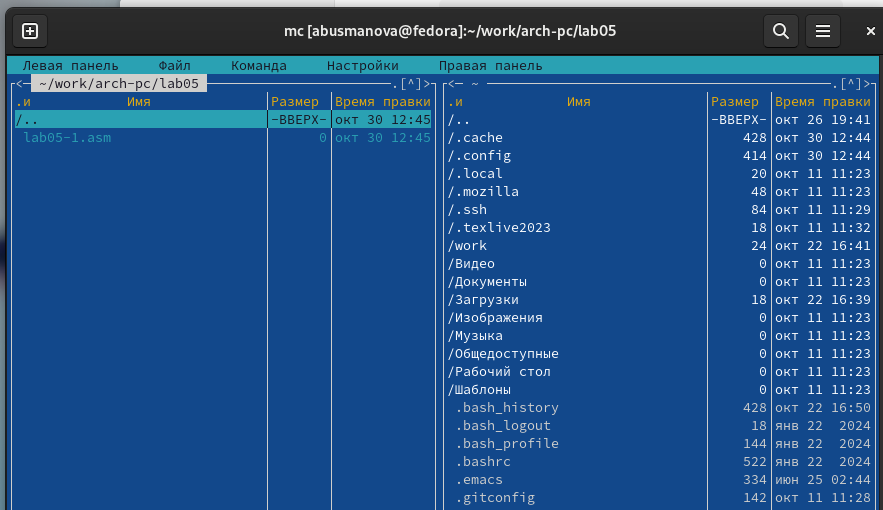 mc [abusmanova@fedora]:~/work/arch-pc/lab05
Левая панель Файл Команда Настройки Правая панель
<— ~/work/arch-pc/lab05 .[^]>
.и Имя Размер Время правки
/.. -ВВЕРХ- окт 30 12:45
lab05-1.asm 0 окт 30 12:45
<— ~ .[^]>
.и Имя Размер Время правки
/.. -ВВЕРХ- окт 26 19:41
/.cache 428 окт 30 12:44
/.config 414 окт 30 12:44
/.local 20 окт 11 11:23
/.mozilla 48 окт 11 11:23
/.ssh 84 окт 11 11:29
/.texlive2023 18 окт 11 11:32
/work 24 окт 22 16:41
/Видео 0 окт 11 11:23
/Документы 0 окт 11 11:23
/Загрузки 18 окт 22 16:39
/Изображения 0 окт 11 11:23
/Музыка 0 окт 11 11:23
/Общедоступные 0 окт 11 11:23
/Рабочий стол 0 окт 11 11:23
/Шаблоны 0 окт 11 11:23
.bash_history 428 окт 22 16:50
.bash_logout 18 янв 22 2024
.bash_profile 144 янв 22 2024
.bashrc 522 янв 22 2024
.emacs 334 июн 25 02:44
.gitconfig 142 окт 11 11:28